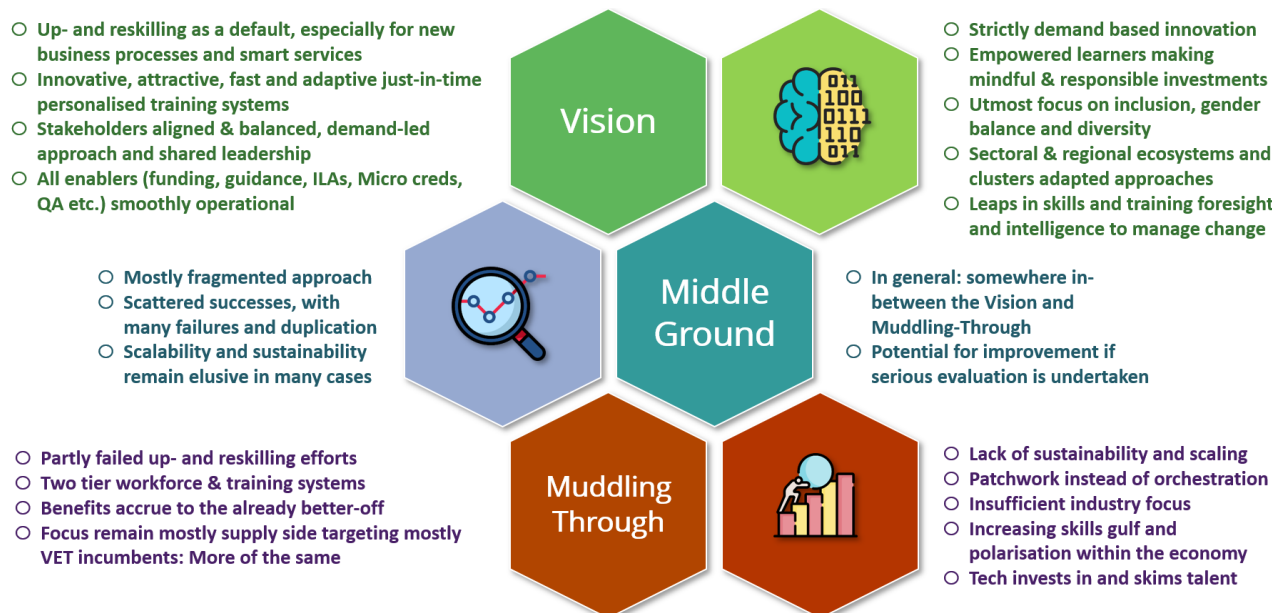 ○ Up- and reskilling as a default, especially for new
business processes and smart services
○ Innovative, attractive, fast and adaptive just-in-time
personalised training systems
○ Stakeholders aligned & balanced, demand-led
approach and shared leadership
○ All enablers (funding, guidance, ILAs, Micro creds,
QA etc.) smoothly operational
Vision
011
100
0111
110
011
○ Strictly demand based innovation
○ Empowered learners making
mindful & responsible investments
○ Utmost focus on inclusion, gender
balance and diversity
○ Sectoral & regional ecosystems and
clusters adapted approaches
○ Leaps in skills and training foresight
and intelligence to manage change
○ Mostly fragmented approach
○ Scattered successes, with
many failures and duplication
○ Scalability and sustainability
remain elusive in many cases
Middle
Ground
○ In general: somewhere in-
between the Vision and
Muddling-Through
○ Potential for improvement if
serious evaluation is undertaken
○ Partly failed up- and reskilling efforts
○ Two tier workforce & training systems
○ Benefits accrue to the already better-off
○ Focus remain mostly supply side targeting mostly
VET incumbents: More of the same
Muddling
Through
○ Lack of sustainability and scaling
○ Patchwork instead of orchestration
○ Insufficient industry focus
○ Increasing skills gulf and
polarisation within the economy
○ Tech invests in and skims talent